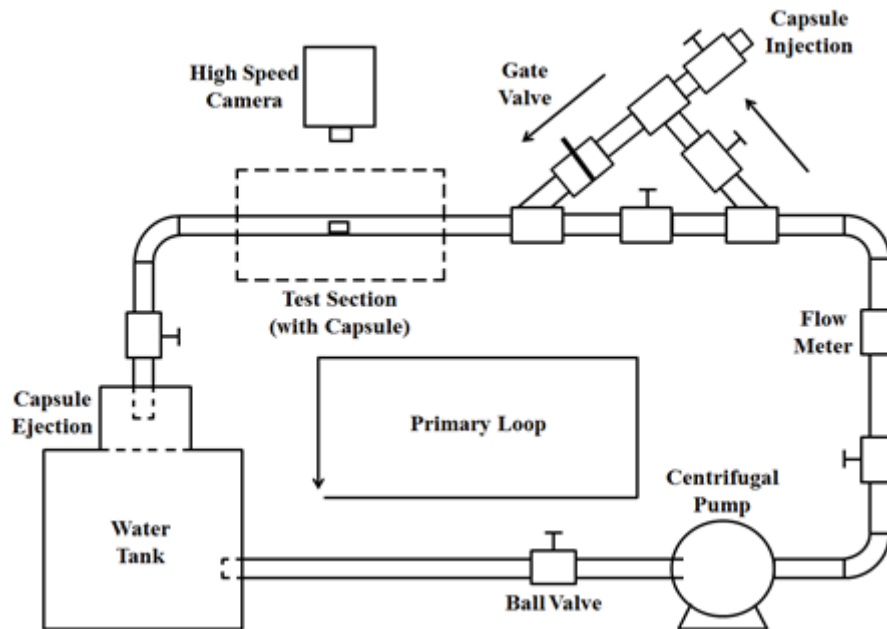 Capsule
Injection
High Speed
Camera
Gate
Valve
Test Section
(with Capsule)
Flow
Meter
Capsule
Ejection
Primary Loop
Centrifugal
Pump
Water
Tank
Ball Valve